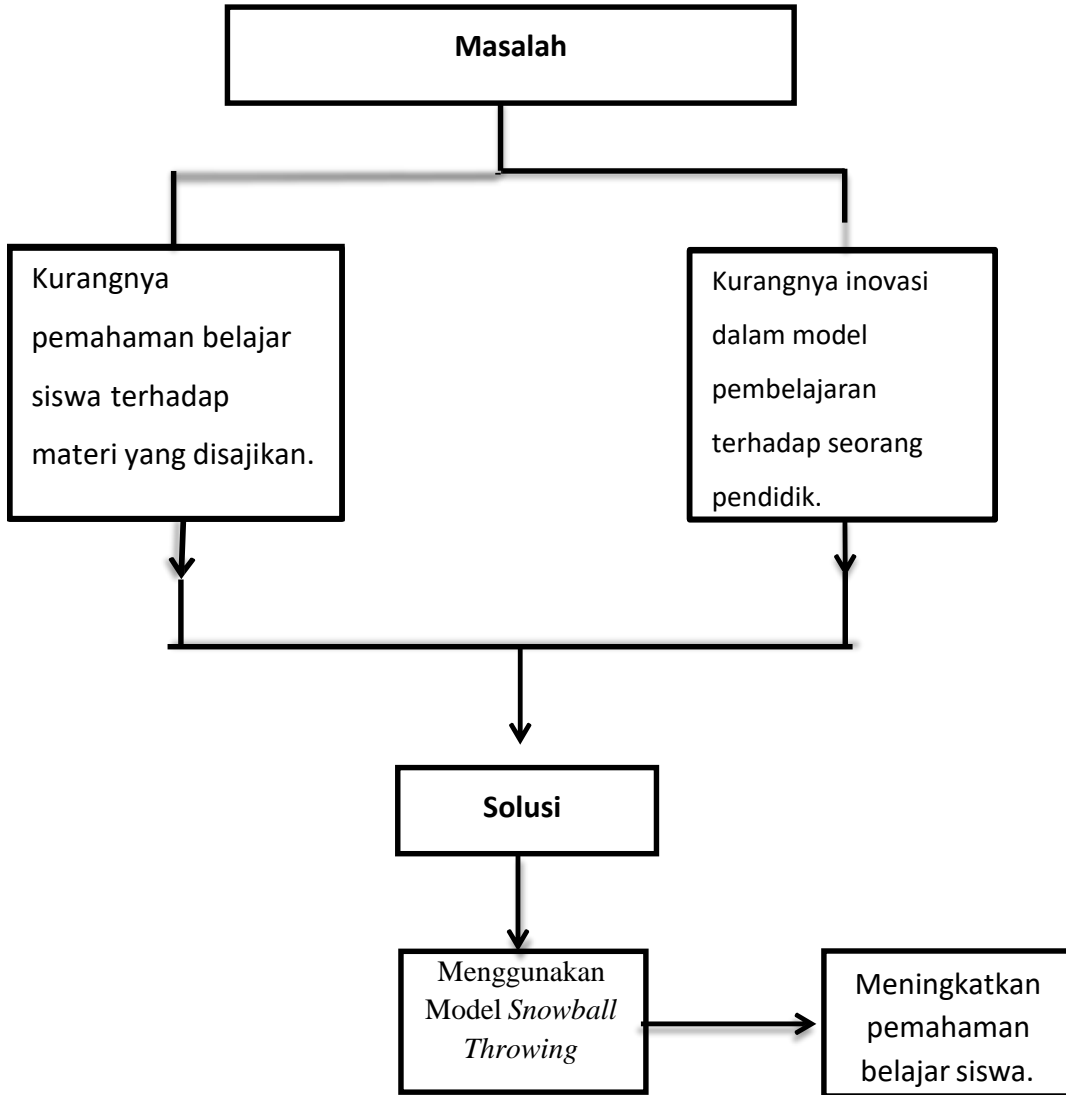 Masalah
Kurangnya
pemahaman belajar
siswa terhadap
materi yang disajikan.
Kurangnya inovasi
dalam model
pembelajaran
terhadap seorang
pendidik.
Solusi
Menggunakan
Model Snowball
Throwing
Meningkatkan
pemahaman
belajar siswa.